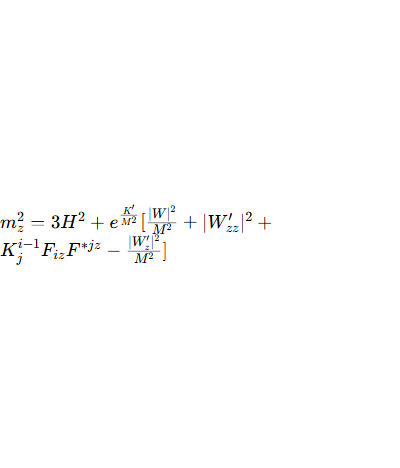 $m_z^2 = 3H^2 + e^{\frac{K'}{M^2}}[\frac{|W|^2}{M^2} + |W'_{zz}|^2 +$
$K_j^{i-1}F_{iz}F^{*jz} - \frac{|W'_z|^2}{M^2}]$